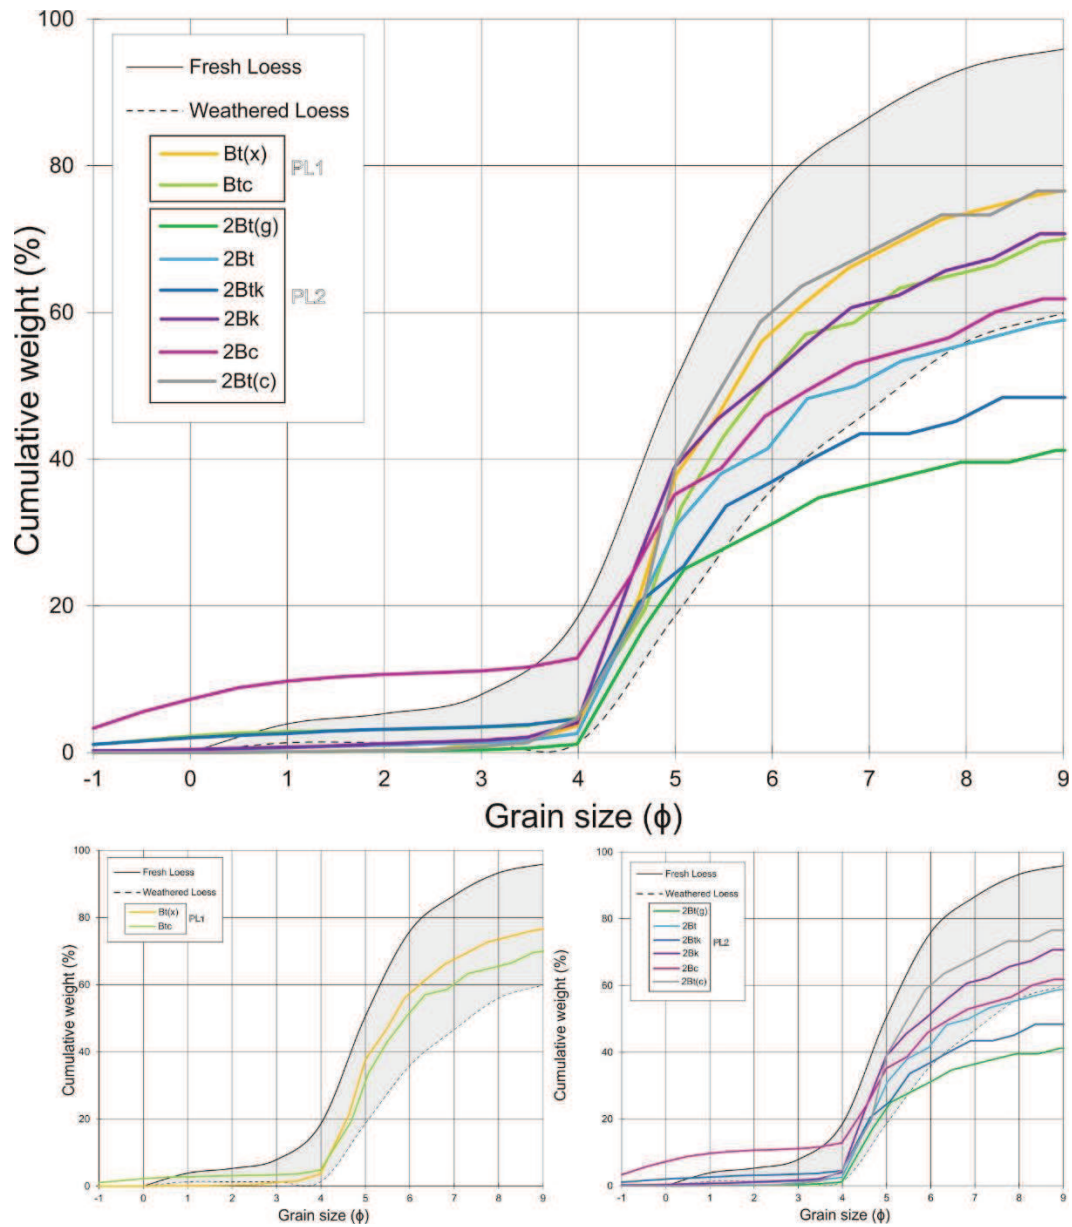 100
80
60
40
20
0
Cumulative weight (%)
Fresh Loess
Weathered Loess
Bt(x)
Btc
PL1
2Bt(g)
2Bt
2Btk
2Bk
2Bc
2Bt(c)
PL2
-1 0 1 2 3 4 5 6 7 8 9
Grain size (ϕ)
100
80
60
40
20
0
Cumulative weight (%)
Fresh Loess
Weathered Loess
Bt(x)
Btc
PL1
-1 0 1 2 3 4 5 6 7 8 9
Grain size (ϕ)
100
80
60
40
20
0
Cumulative weight (%)
Fresh Loess
Weathered Loess
2Bt(g)
2Bt
2Btk
2Bk
2Bc
2Bt(c)
PL2
-1 0 1 2 3 4 5 6 7 8 9
Grain size (ϕ)